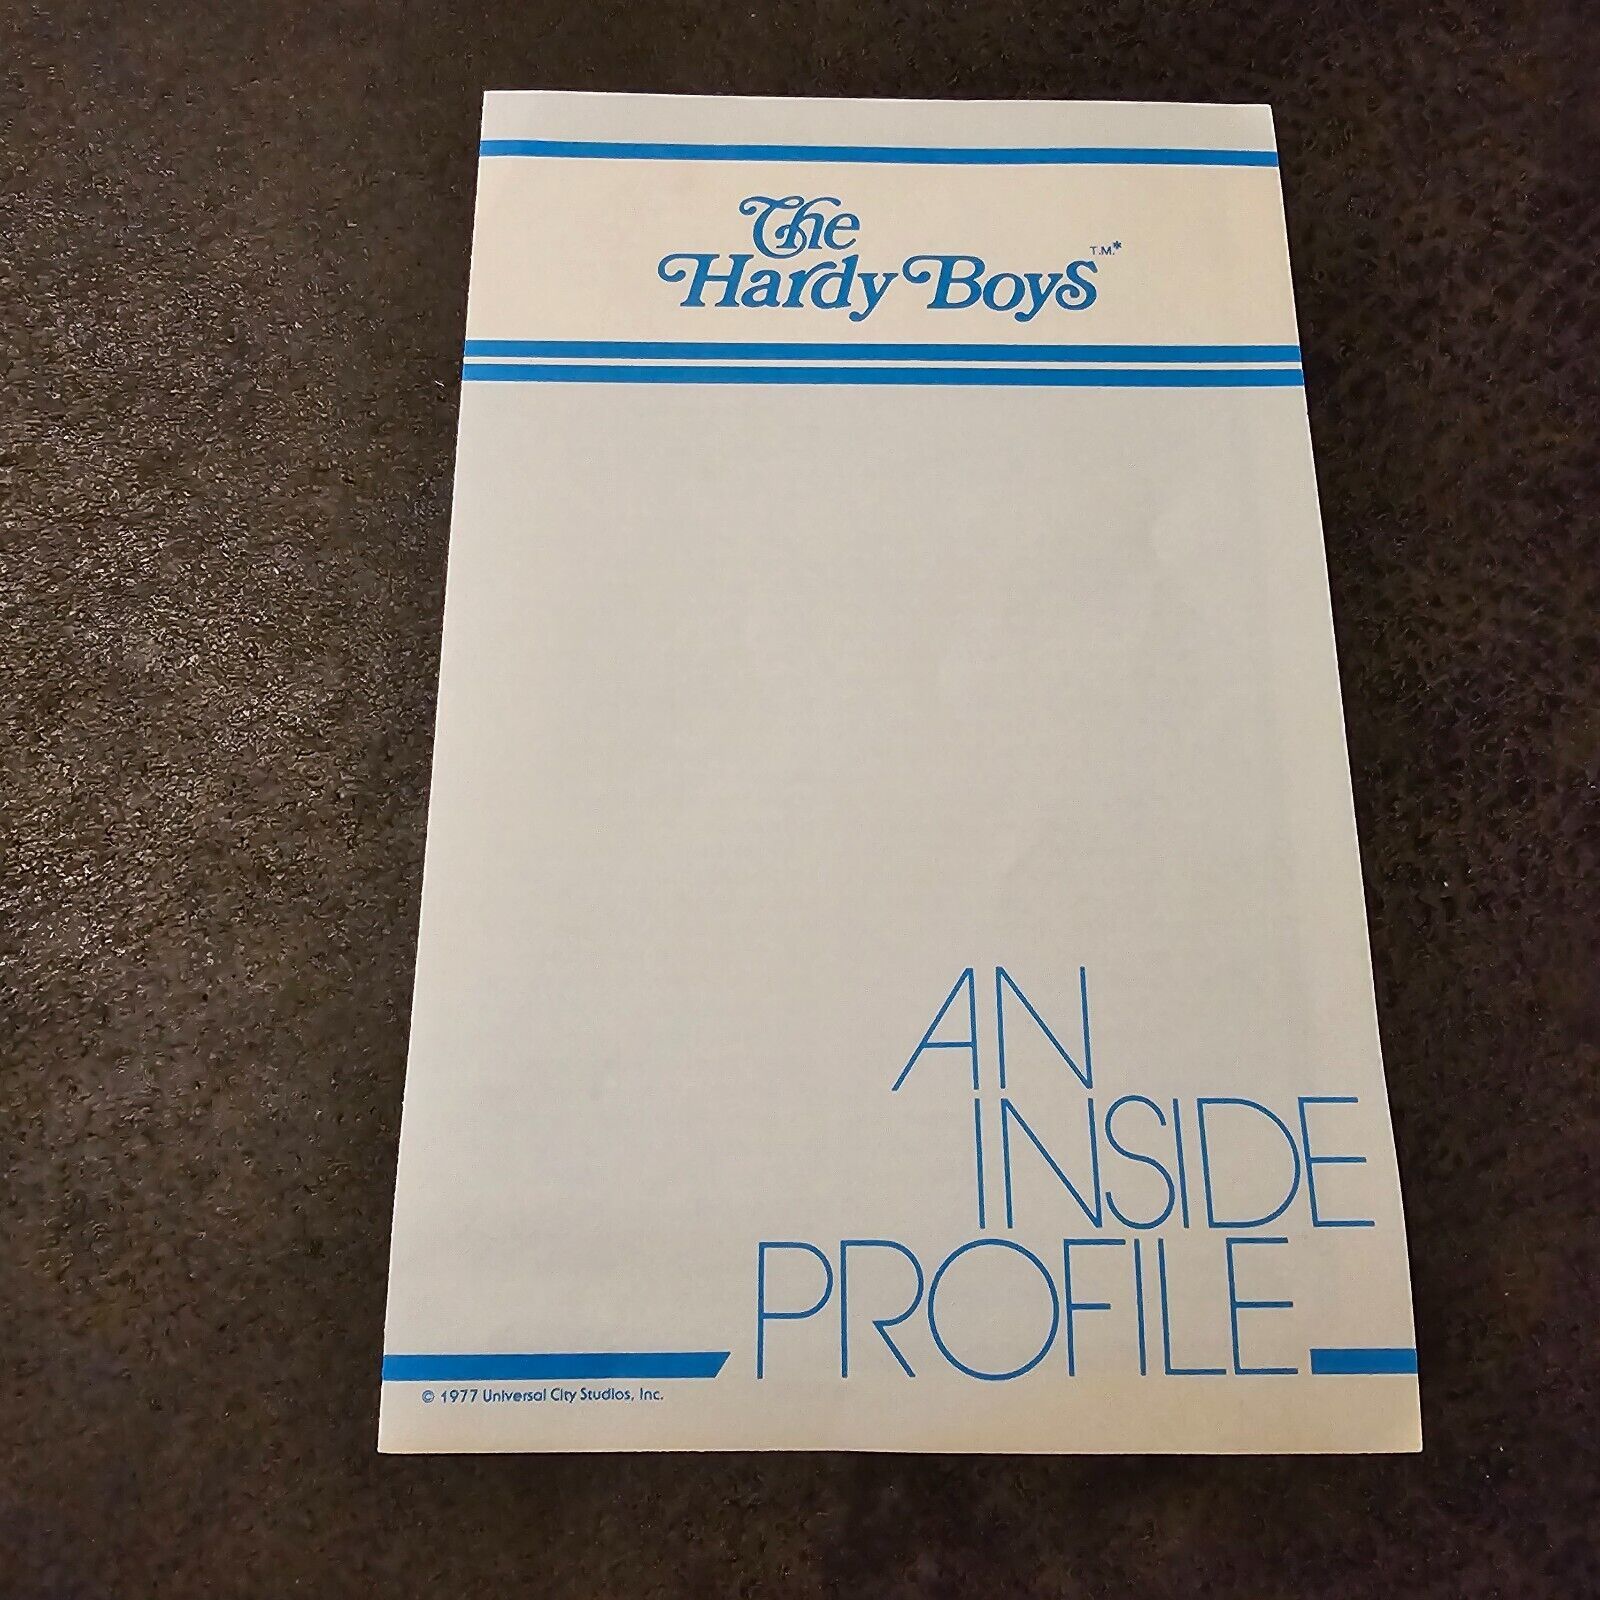 The
Hardy Boys T.M.*
AN
INSIDE
PROFILE
© 1977 Universal City Studios, Inc.